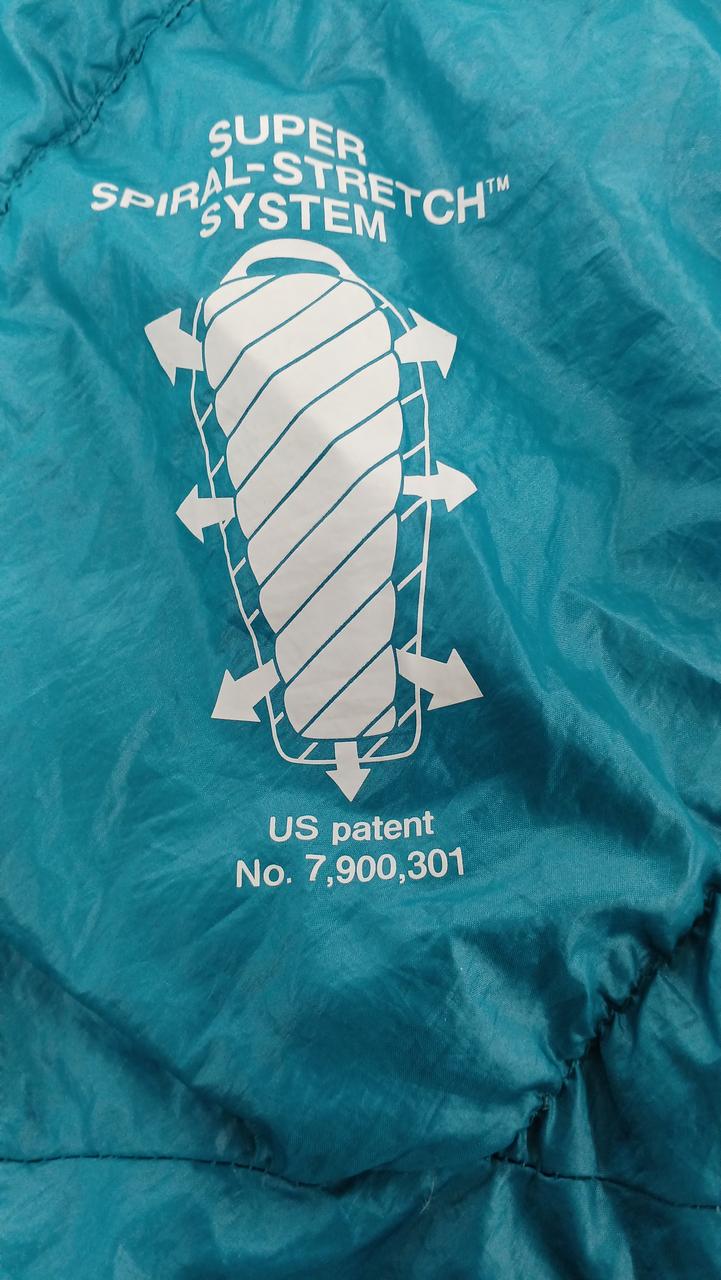 SUPER
SPIRAL-STRETCH™
SYSTEM
US patent
No. 7,900,301